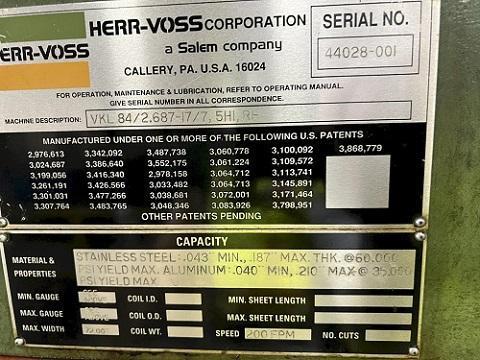 HERR-VOSS CORPORATION
ERR-VOSS
a Salem company
CALLERY, PA. U.S.A. 16024
SERIAL NO.
44028-001
FOR OPERATION, MAINTENANCE & LUBRICATION, REFER TO OPERATING MANUAL.
GIVE SERIAL NUMBER IN ALL CORRESPONDENCE.
MACHINE DESCRIPTION: VKL 84/2.687-17/7, 5HI, RF
MANUFACTURED UNDER ONE OR MORE OF THE FOLLOWING U.S. PATENTS
2,976,613 3,342,092 3,487,738 3,060,778 3,100,092 3,868,779
3,024,687 3,386,640 3,552,175 3,061,224 3,109,572
3,199,056 3,416,340 2,978,158 3,064,712 3,113,741
3,261,191 3,426,566 3,033,482 3,064,713 3,145,891
3,301,031 3,477,266 3,038,681 3,072,001 3,171,464
3,307,764 3,483,765 3,048,346 3,083,926 3,798,951
OTHER PATENTS PENDING
CAPACITY
MATERIAL & PROPERTIES
STAINLESS STEEL: .043" MIN., .187" MAX. THK. @ 60,000
PSI YIELD MAX. ALUMINUM: .040" MIN., .210" MAX @ 35,000
PSI YIELD MAX
MIN. GAUGE SEE ABOVE COIL I.D. MIN. SHEET LENGTH
MAX. GAUGE ABOVE COIL O.D. MAX. SHEET LENGTH
MAX. WIDTH 72.00" COIL WT. SPEED 200 FPM NO. CUTS